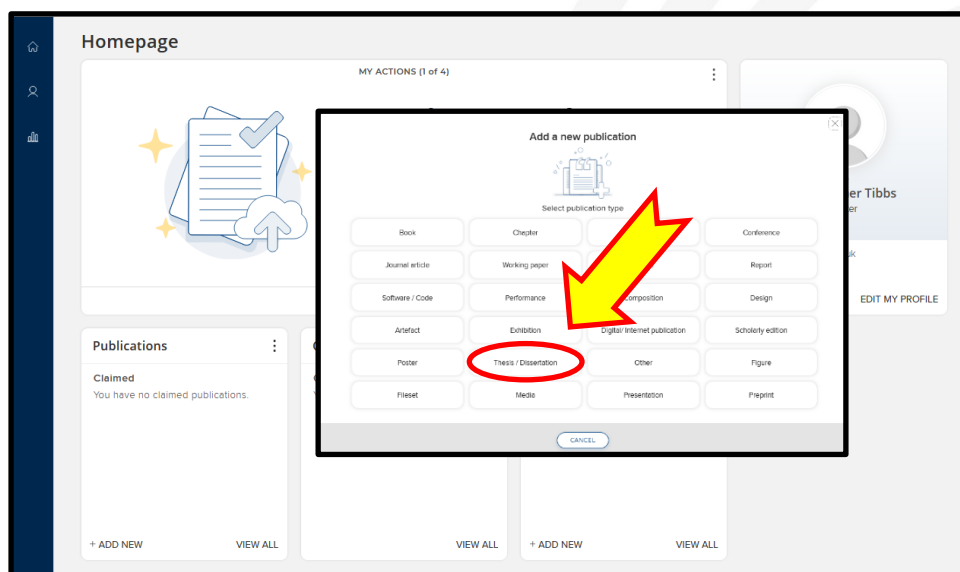 Homepage
MY ACTIONS (1 of 4)
Add a new publication
Select publication type
Book
Chapter
Conference
Journal article
Working paper
Report
Software / Code
Performance
Composition
Design
Artefact
Exhibition
Digital/ Internet publication
Scholarly edition
Poster
Thesis / Dissertation
Other
Figure
Fileset
Media
Presentation
Preprint
CANCEL
er Tibbs
er
uk
EDIT MY PROFILE
Publications
Claimed
You have no claimed publications.
+ ADD NEW
VIEW ALL
VIEW ALL
+ ADD NEW
VIEW ALL